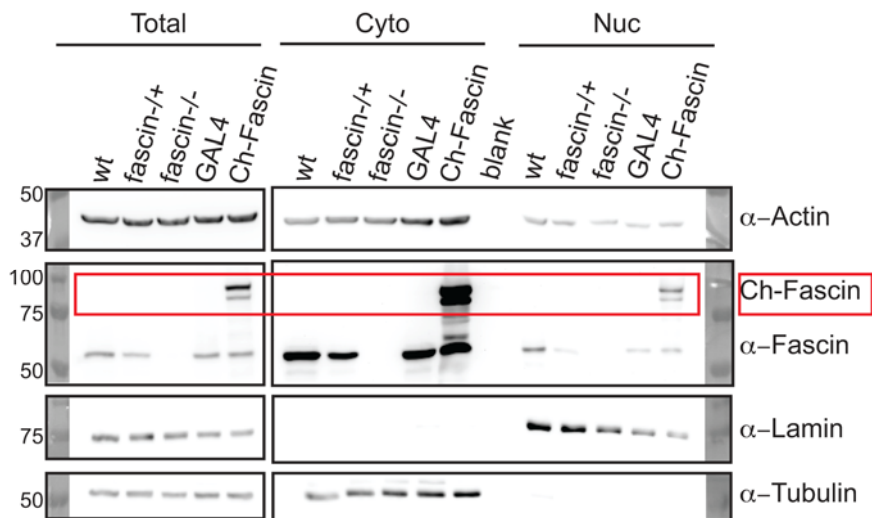 Total Cyto Nuc
wt fascin-/+ fascin-/- GAL4 Ch-Fascin wt fascin-/+ fascin-/- GAL4 Ch-Fascin blank wt fascin-/+ fascin-/- GAL4 Ch-Fascin
50
α–Actin
37
100
Ch-Fascin
75
α–Fascin
50
75 α–Lamin
50 α–Tubulin